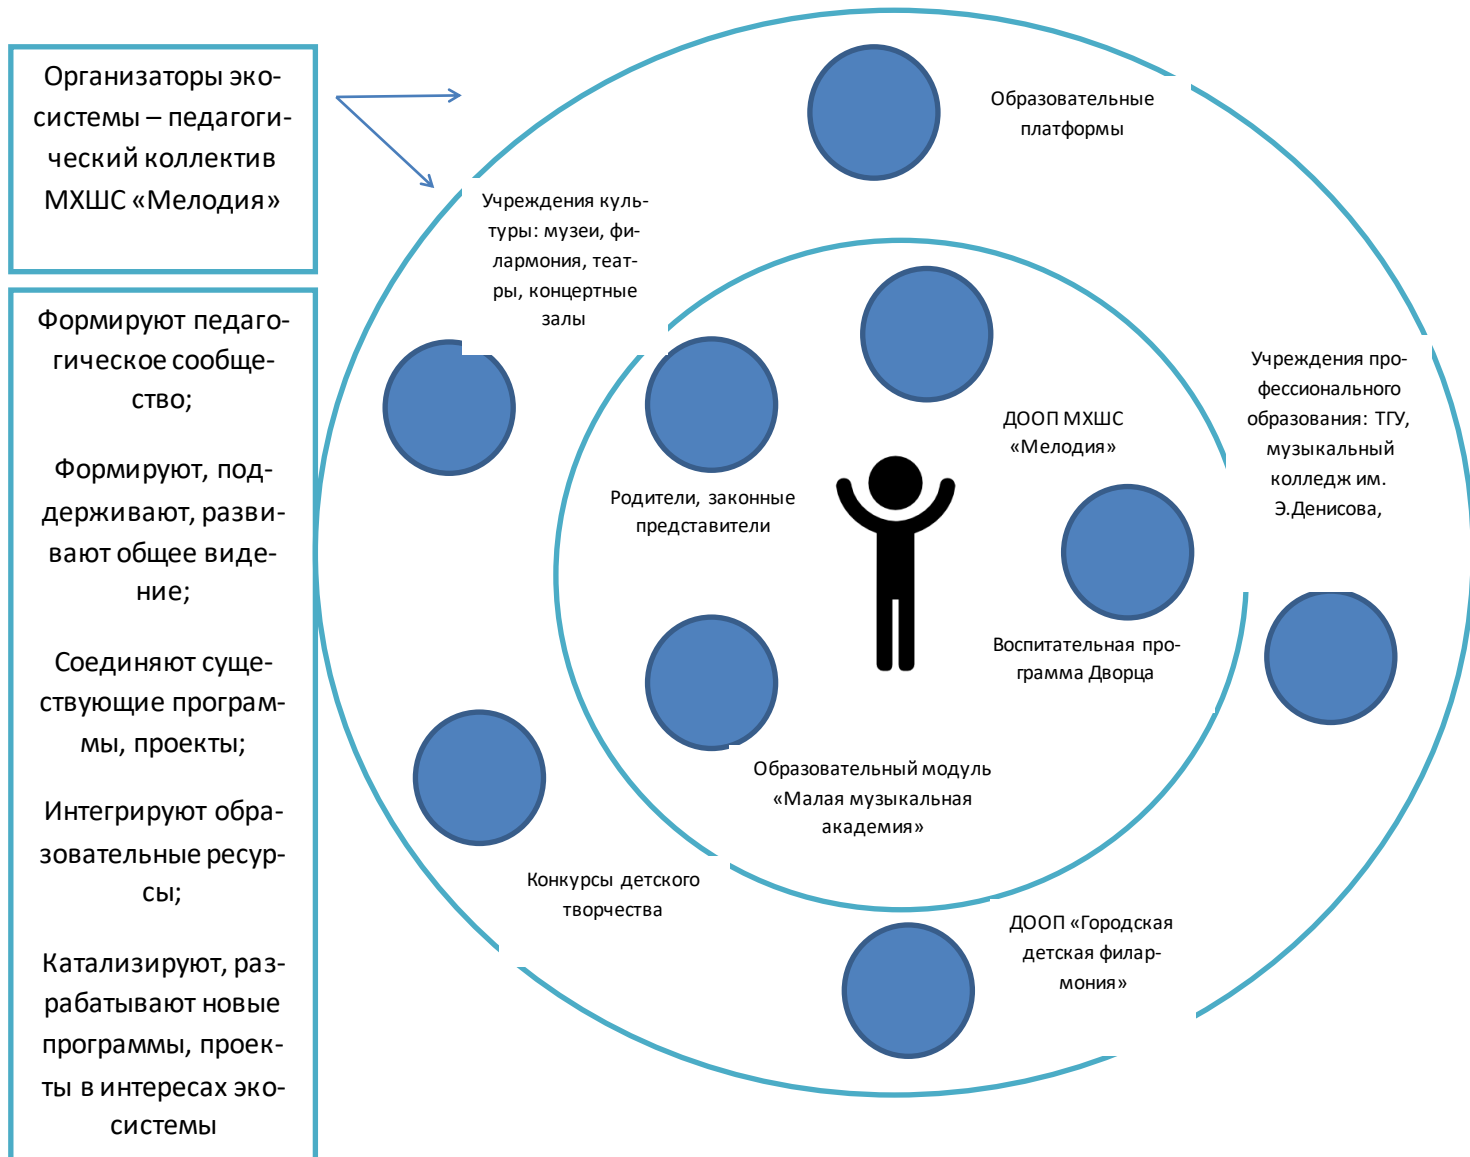 Организаторы эко-
системы – педагоги-
ческий коллектив
МХШС «Мелодия»
Формируют педаго-
гическое сообще-
ство;
Формируют, под-
держивают, разви-
вают общее виде-
ние;
Соединяют суще-
ствующие програм-
мы, проекты;
Интегрируют обра-
зовательные ресур-
сы;
Катализируют, раз-
рабатывают новые
программы, проек-
ты в интересах эко-
системы
Образовательные
платформы
Учреждения куль-
туры: музеи, фи-
лармония, теат-
ры, концертные
залы
Учреждения про-
фессионального
образования: ТГУ,
музыкальный
колледж им.
Э.Денисова,
ДООП МХШС
«Мелодия»
Родители, законные
представители
Воспитательная про-
грамма Дворца
Образовательный модуль
«Малая музыкальная
академия»
Конкурсы детского
творчества
ДООП «Городская
детская филар-
мония»